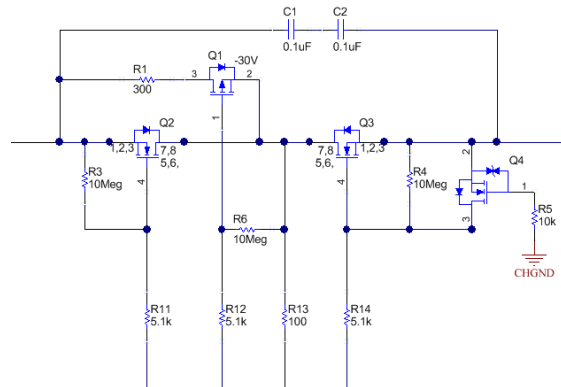 C1
C2
0.1uF
0.1uF
Q1
-30V
R1
300
3
2
1
Q2
Q3
1,2,3
7,8
5,6,
7,8
5,6,
1,2,3
R3
10Meg
4
4
R4
10Meg
2
Q4
1
3
R5
10k
R6
10Meg
CHGND
R11
5.1k
R12
5.1k
R13
100
R14
5.1k